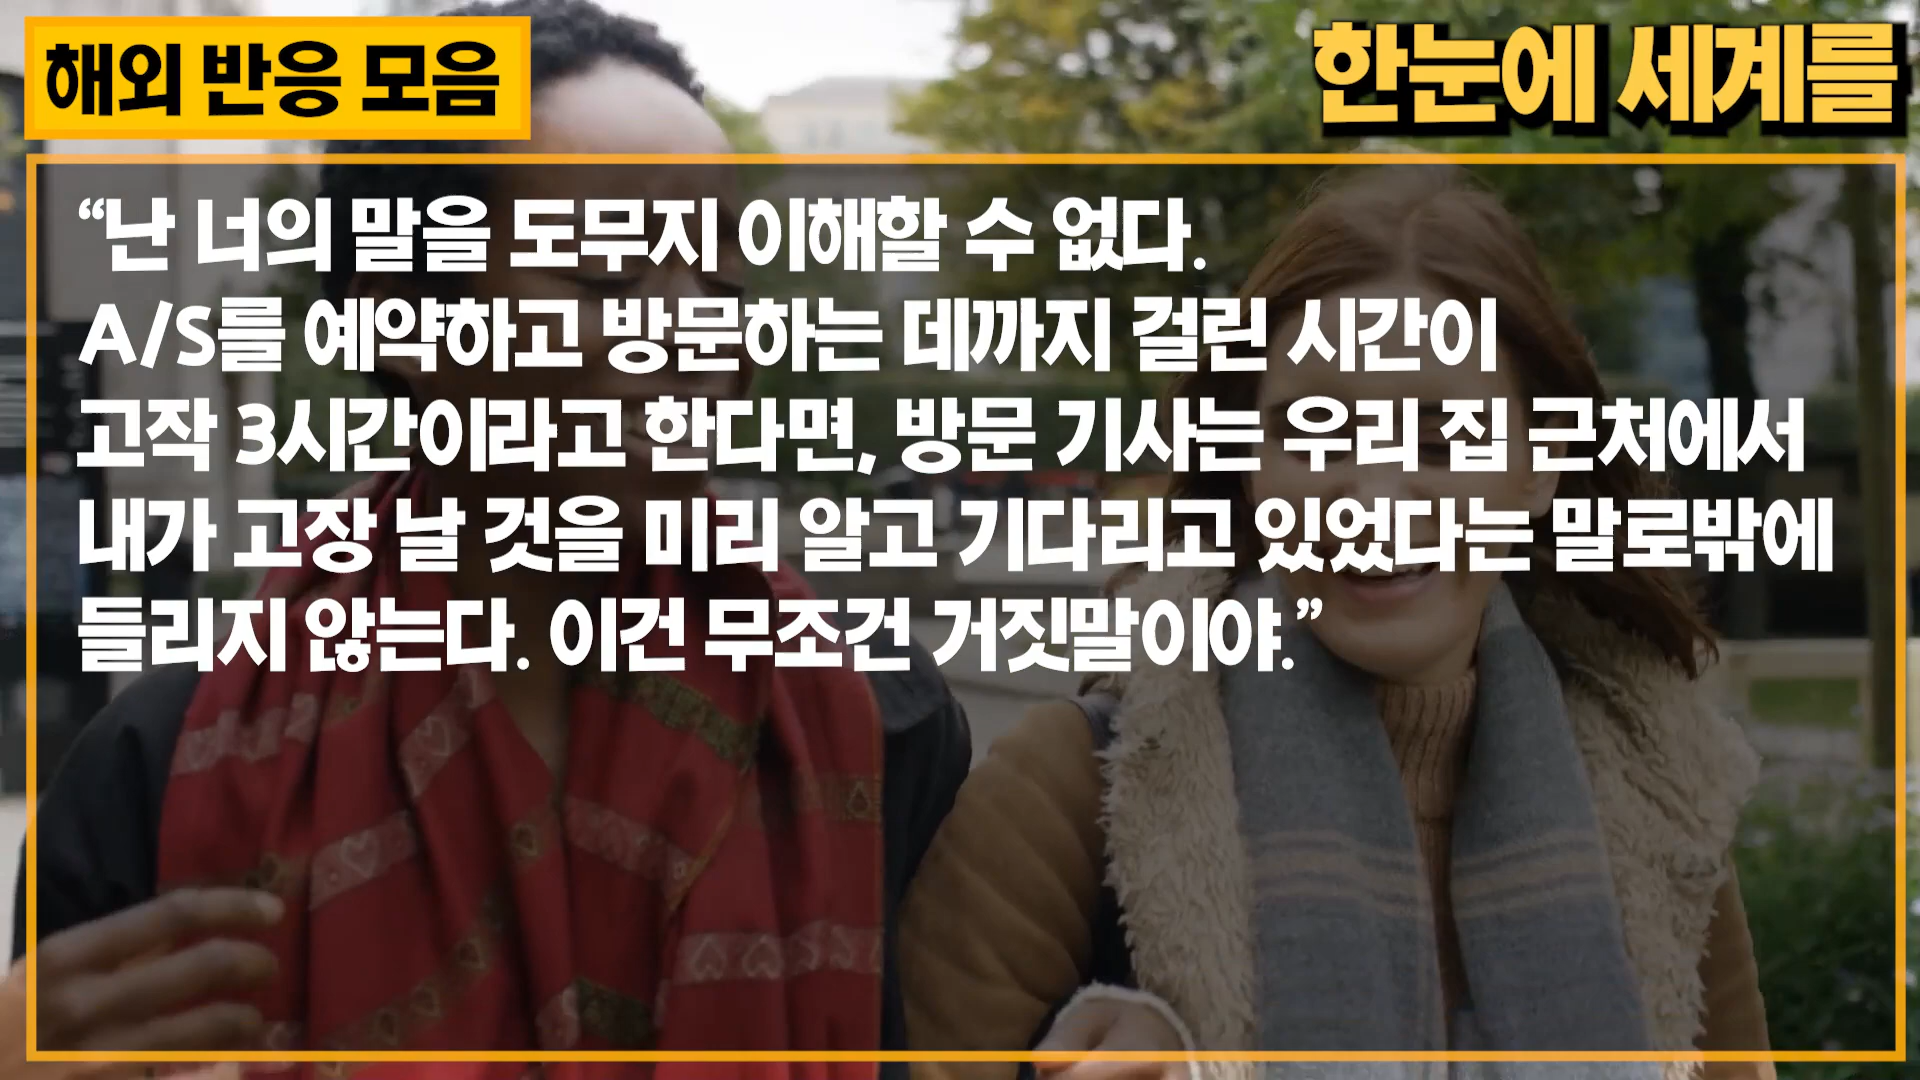 해외 반응 모음
한눈에 세계를
“난 너의 말을 도무지 이해할 수 없다.
A/S를 예약하고 방문하는 데까지 걸린 시간이
고작 3시간이라고 한다면, 방문 기사는 우리 집 근처에서
내가 고장 날 것을 미리 알고 기다리고 있었다는 말로밖에
들리지 않는다. 이건 무조건 거짓말이야.”